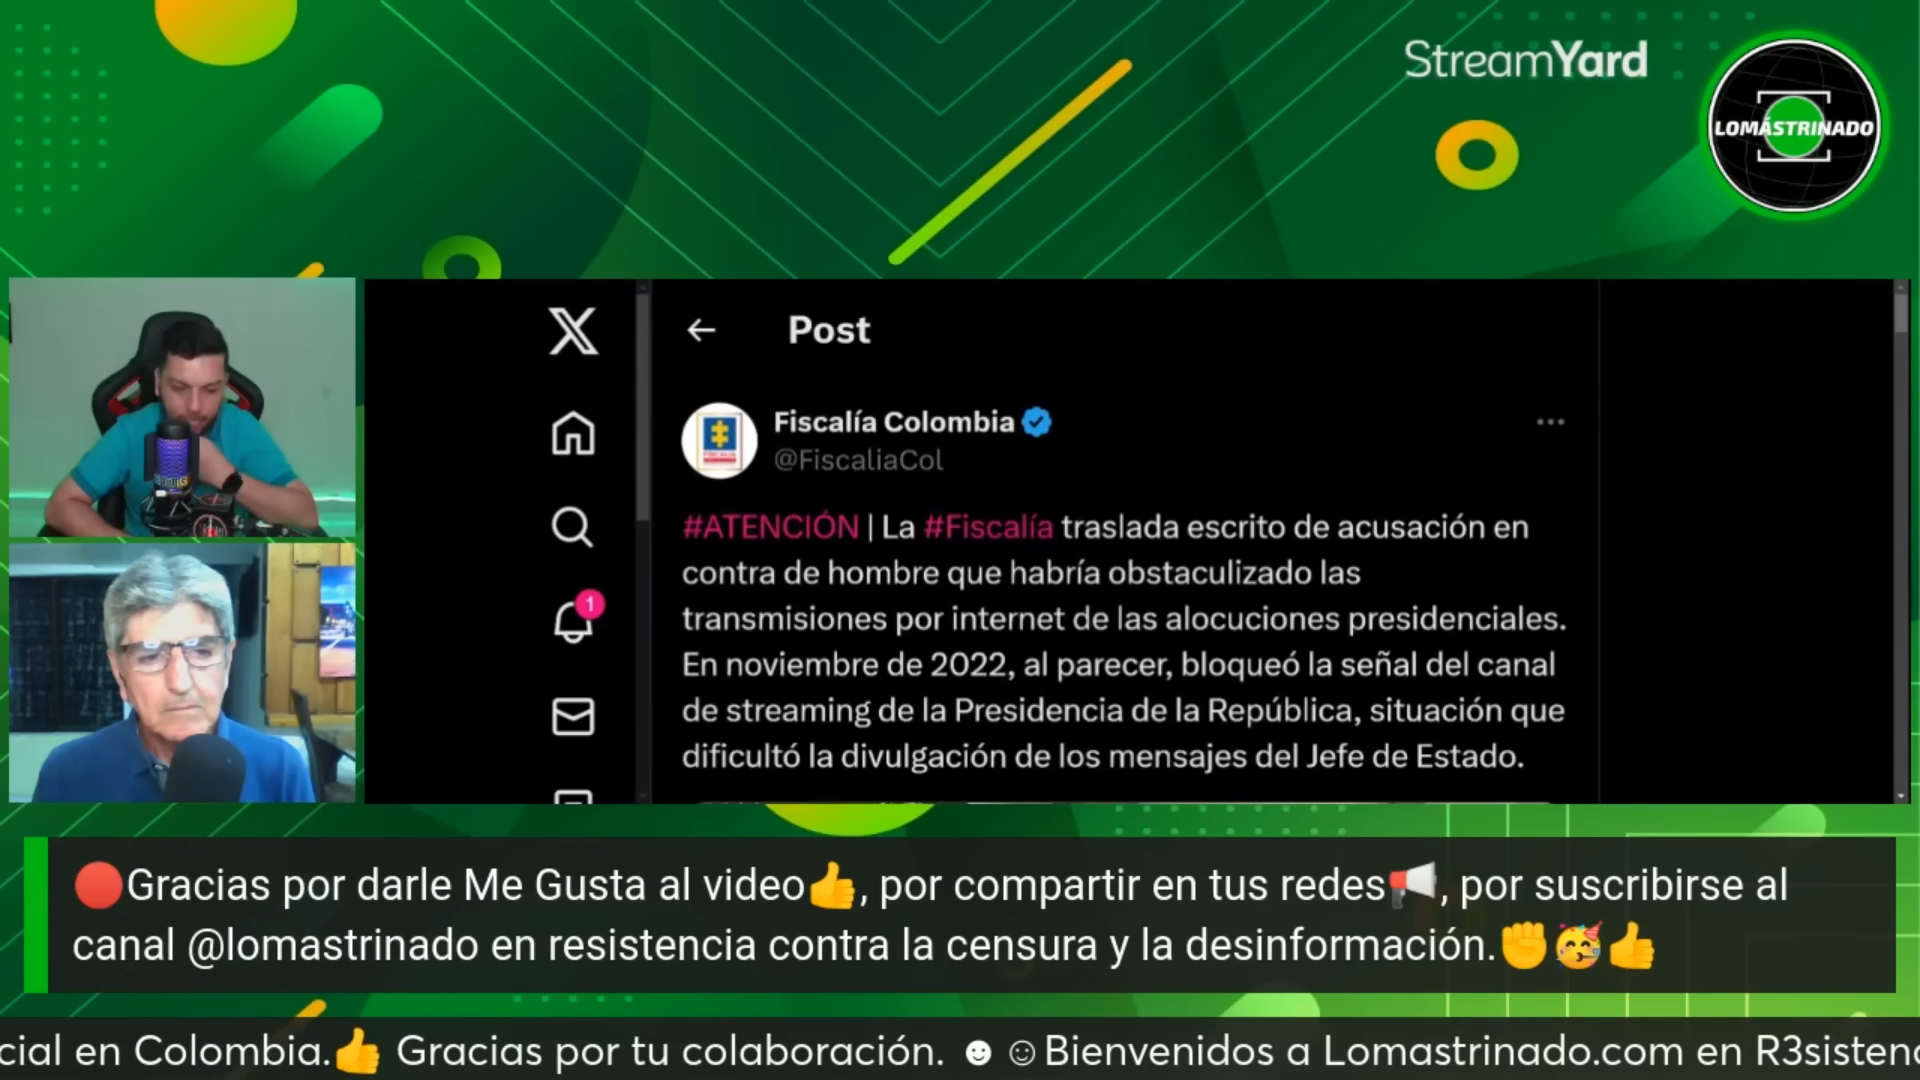 StreamYard
LOMÁSTRINADO
Post
Fiscalía Colombia
@FiscaliaCol
#ATENCIÓN | La #Fiscalía traslada escrito de acusación en
contra de hombre que habría obstaculizado las
transmisiones por internet de las alocuciones presidenciales.
En noviembre de 2022, al parecer, bloqueó la señal del canal
de streaming de la Presidencia de la República, situación que
dificultó la divulgación de los mensajes del Jefe de Estado.
1
🔴Gracias por darle Me Gusta al video👍, por compartir en tus redes📢, por suscribirse al
canal @lomastrinado en resistencia contra la censura y la desinformación.✊🥳👍
cial en Colombia.👍 Gracias por tu colaboración. ☻ ☺Bienvenidos a Lomastrinado.com en R3sistenc